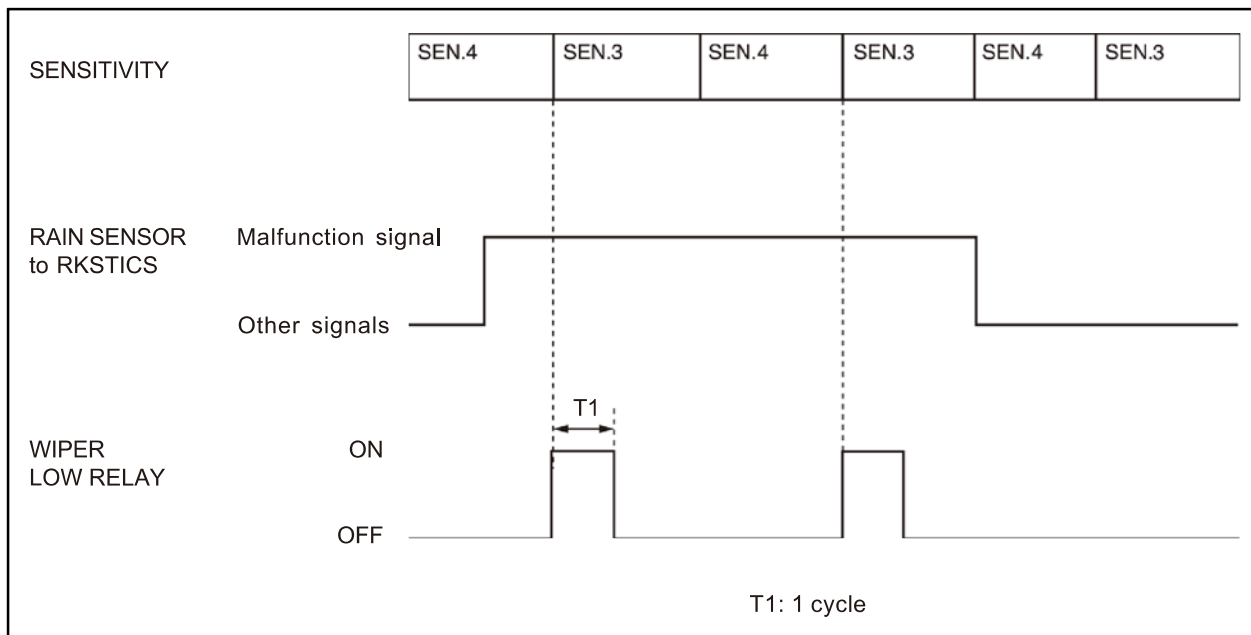 SENSITIVITY
SEN.4 SEN.3 SEN.4 SEN.3 SEN.4 SEN.3
RAIN SENSOR
to RKSTICS
Malfunction signal
Other signals
T1
WIPER
LOW RELAY
ON
OFF
T1: 1 cycle